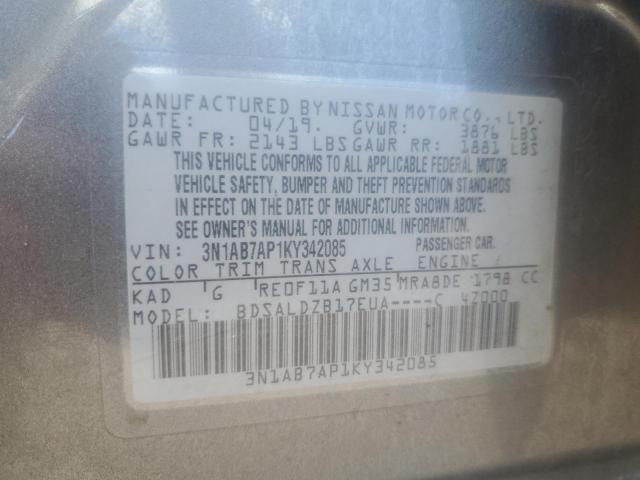 MANUFACTURED BY NISSAN MOTOR CO., LTD.
DATE: 04/19. GVWR: 3876 LBS
GAWR FR: 2143 LBS GAWR RR: 1881 LBS
THIS VEHICLE CONFORMS TO ALL APPLICABLE FEDERAL MOTOR
VEHICLE SAFETY, BUMPER AND THEFT PREVENTION STANDARDS
IN EFFECT ON THE DATE OF MANUFACTURE SHOWN ABOVE.
SEE OWNER'S MANUAL FOR ADDITIONAL INFORMATION.
VIN: 3N1AB7AP1KY342085 PASSENGER CAR.
COLOR TRIM TRANS AXLE ENGINE
KAD G RE0F11A GM35 MRA8DE 1798 CC
MODEL: BDSALDZB17EUA----C 47000
3N1AB7AP1KY342085